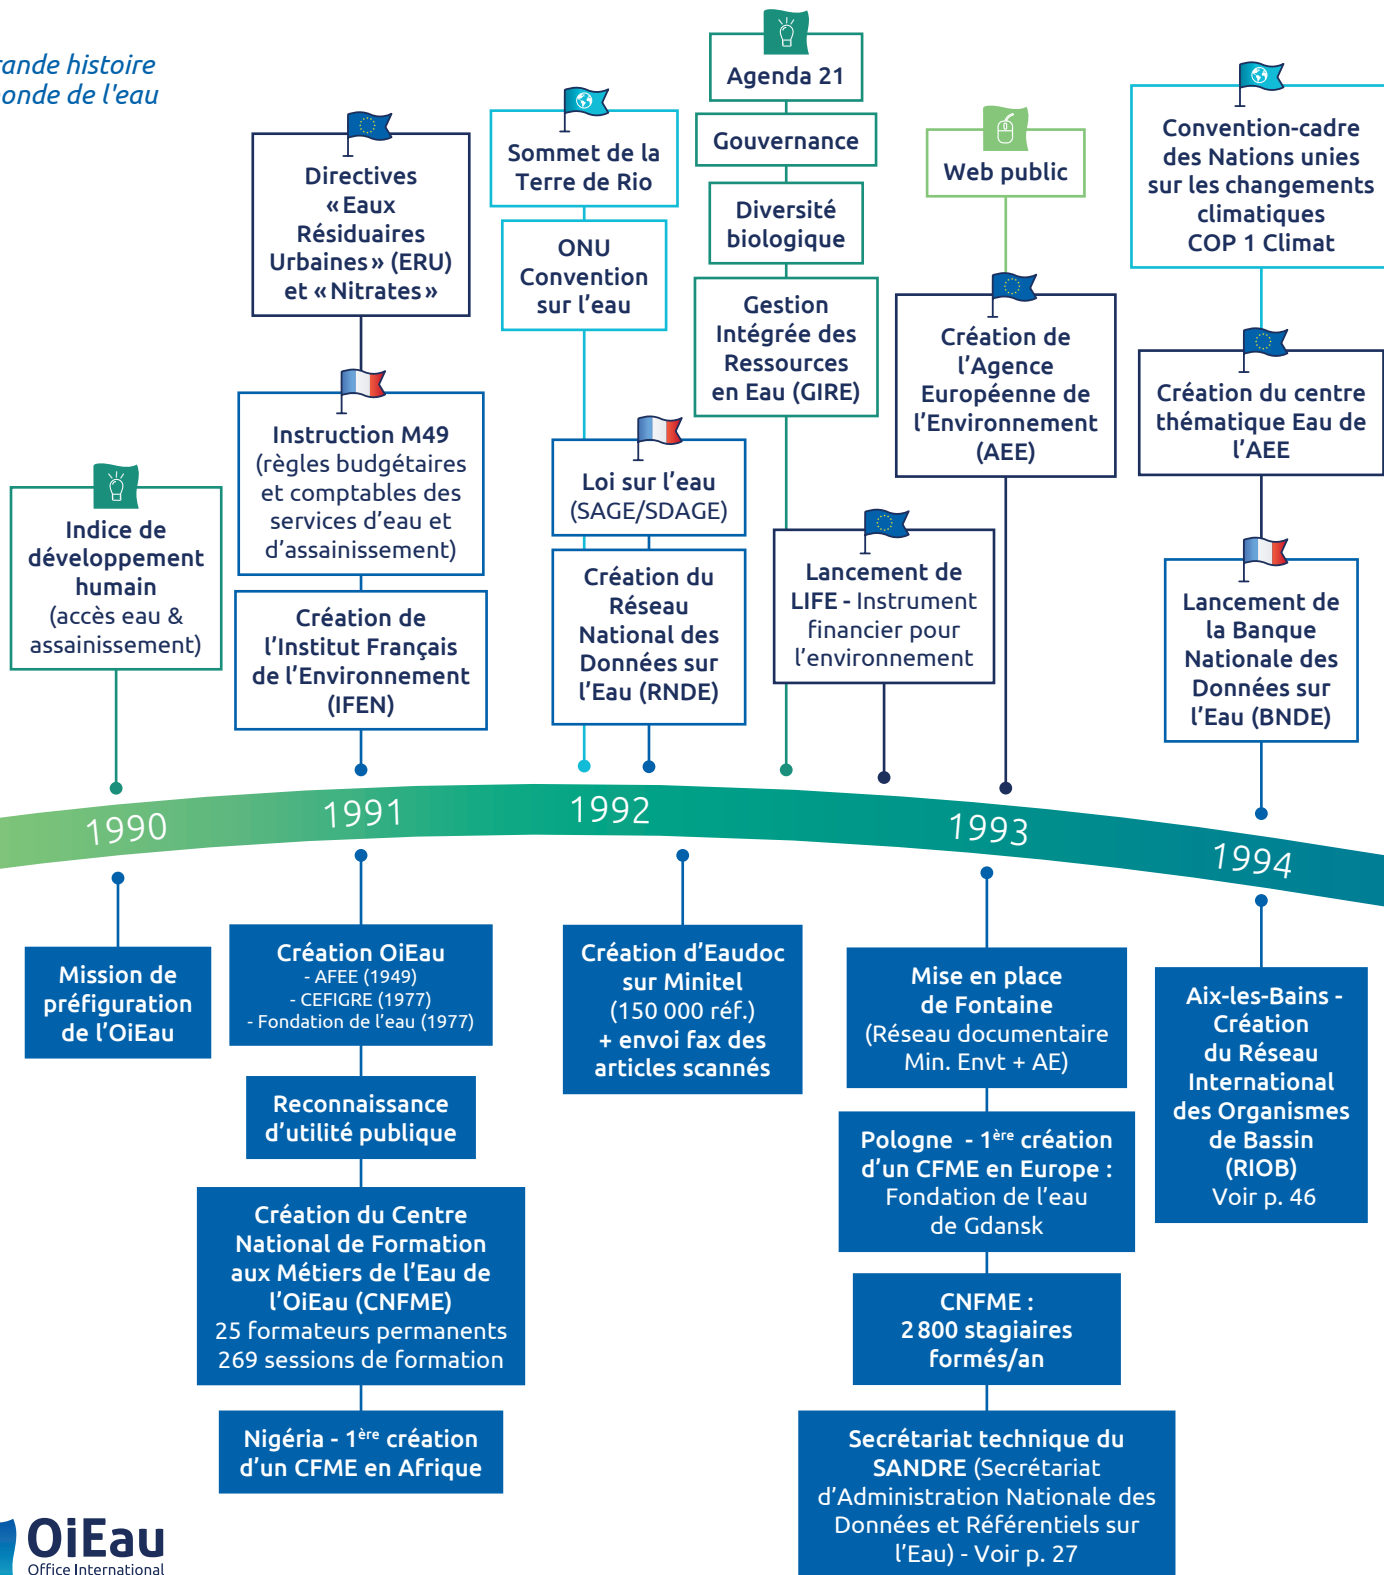 rande histoire
onde de l'eau
Indice de
développement
humain
(accès eau &
assainissement)
Directives
« Eaux
Résiduaires
Urbaines » (ERU)
et « Nitrates »
Instruction M49
(règles budgétaires
et comptables des
services d’eau et
d’assainissement)
Création de
l’Institut Français
de l’Environnement
(IFEN)
Sommet de la
Terre de Rio
ONU
Convention
sur l’eau
Loi sur l’eau
(SAGE/SDAGE)
Création du
Réseau
National des
Données sur
l’Eau (RNDE)
Agenda 21
Gouvernance
Diversité
biologique
Gestion
Intégrée des
Ressources
en Eau (GIRE)
Lancement de
LIFE - Instrument
financier pour
l’environnement
Web public
Création de
l’Agence
Européenne de
l’Environnement
(AEE)
Convention-cadre
des Nations unies
sur les changements
climatiques
COP 1 Climat
Création du centre
thématique Eau de
l’AEE
Lancement de
la Banque
Nationale des
Données sur
l’Eau (BNDE)
1990
1991
1992
1993
1994
Mission de
préfiguration
de l’OiEau
Création OiEau
- AFEE (1949)
- CEFIGRE (1977)
- Fondation de l’eau (1977)
Reconnaissance
d’utilité publique
Création du Centre
National de Formation
aux Métiers de l’Eau de
l’OiEau (CNFME)
25 formateurs permanents
269 sessions de formation
Nigéria - 1ère création
d’un CFME en Afrique
Création d’Eaudoc
sur Minitel
(150 000 réf.)
+ envoi fax des
articles scannés
Mise en place
de Fontaine
(Réseau documentaire
Min. Envt + AE)
Pologne - 1ère création
d’un CFME en Europe :
Fondation de l’eau
de Gdansk
CNFME :
2 800 stagiaires
formés/an
Secrétariat technique du
SANDRE (Secrétariat
d’Administration Nationale des
Données et Référentiels sur
l’Eau) - Voir p. 27
Aix-les-Bains -
Création
du Réseau
International
des Organismes
de Bassin
(RIOB)
Voir p. 46
OiEau
Office International